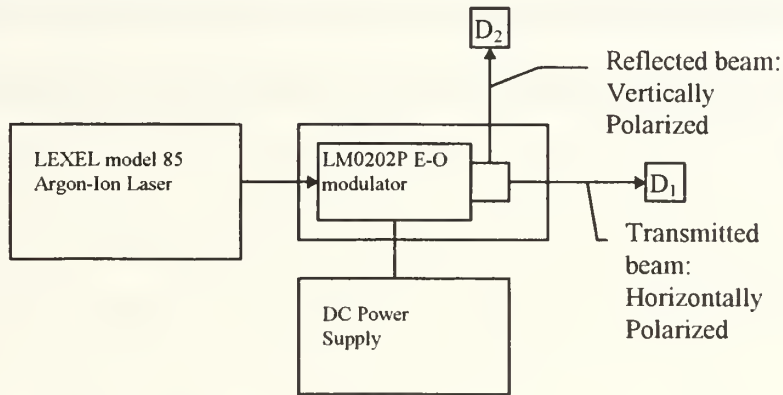 D₂
Reflected beam:
Vertically
Polarized
LEXEL model 85
Argon-Ion Laser
LM0202P E-O
modulator
D₁
Transmitted
beam:
Horizontally
Polarized
DC Power
Supply